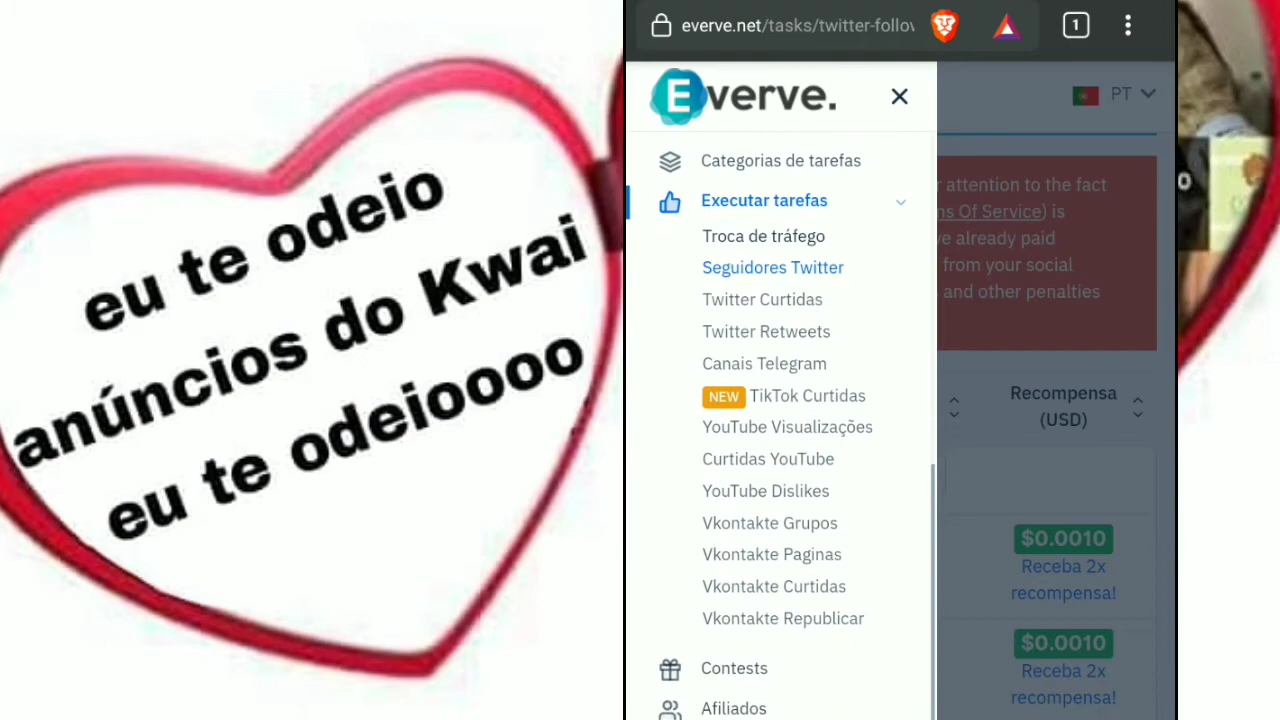 eu te odeio
anúncios do Kwai
eu te odeioooo
everve.net/tasks/twitter-follov
1
Everve.
PT
Categorias de tarefas
Executar tarefas
Troca de tráfego
Seguidores Twitter
Twitter Curtidas
Twitter Retweets
Canais Telegram
NEW TikTok Curtidas
YouTube Visualizações
Curtidas YouTube
YouTube Dislikes
Vkontakte Grupos
Vkontakte Paginas
Vkontakte Curtidas
Vkontakte Republicar
Contests
Afiliados
r attention to the fact
ns Of Service) is
ve already paid
from your social
and other penalties
Recompensa
(USD)
$0.0010
Receba 2x
recompensa!
$0.0010
Receba 2x
recompensa!